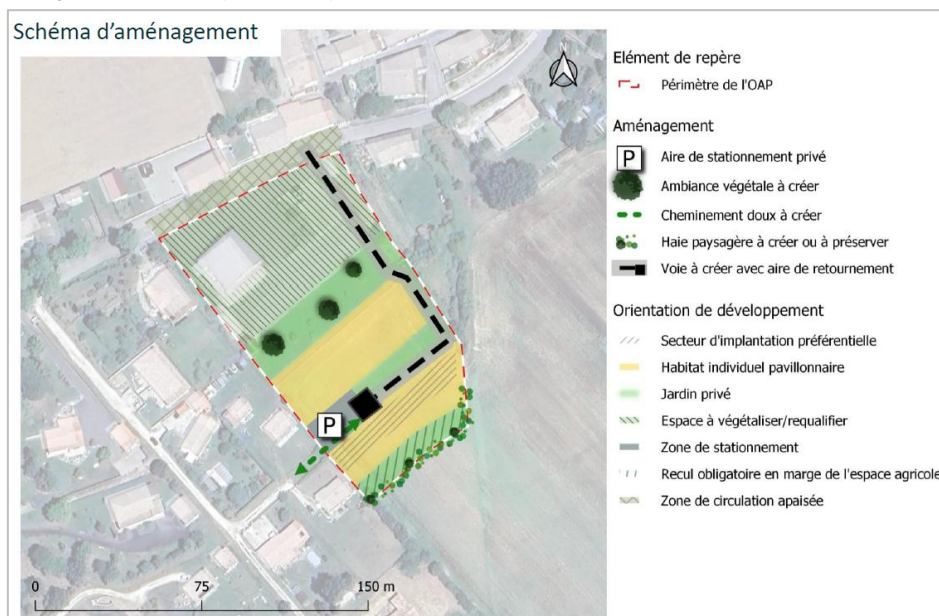 Schéma d'aménagement
N
Elément de repère
Périmètre de l'OAP
Aménagement
P
Aire de stationnement privé
Ambiance végétale à créer
Cheminement doux à créer
Haie paysagère à créer ou à préserver
Voie à créer avec aire de retournement
Orientation de développement
Secteur d'implantation préférentielle
Habitat individuel pavillonnaire
Jardin privé
Espace à végétaliser/requalifier
Zone de stationnement
Recul obligatoire en marge de l'espace agricole
Zone de circulation apaisée
P
0 75 150 m